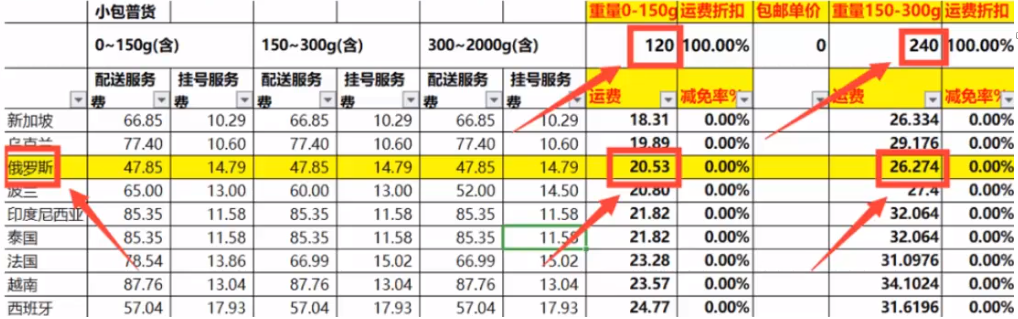 小包普货 重量0-150g 运费折扣 包邮单价 重量150-300g 运费折扣
0~150g(含) 150~300g(含) 300~2000g(含) 120 100.00% 0 240 100.00%
配送服务费 挂号服务费 配送服务费 挂号服务费 配送服务费 挂号服务费 运费 减免率% 运费 减免率%
新加坡 66.85 10.29 66.85 10.29 66.85 10.29 18.31 0.00% 26.334 0.00%
乌克兰 77.40 10.60 77.40 10.60 77.40 10.60 19.89 0.00% 29.176 0.00%
俄罗斯 47.85 14.79 47.85 14.79 47.85 14.79 20.53 0.00% 26.274 0.00%
波兰 65.00 13.00 60.00 13.00 52.00 14.50 20.80 0.00% 27.4 0.00%
印度尼西亚 85.35 11.58 85.35 11.58 85.35 11.58 21.82 0.00% 32.064 0.00%
泰国 85.35 11.58 85.35 11.58 85.35 11.58 21.82 0.00% 32.064 0.00%
法国 78.54 13.86 66.99 15.02 66.99 15.02 23.28 0.00% 31.0976 0.00%
越南 87.76 13.04 87.76 13.04 87.76 13.04 23.57 0.00% 34.1024 0.00%
西班牙 57.04 17.93 57.04 17.93 57.04 17.93 24.77 0.00% 31.6196 0.00%